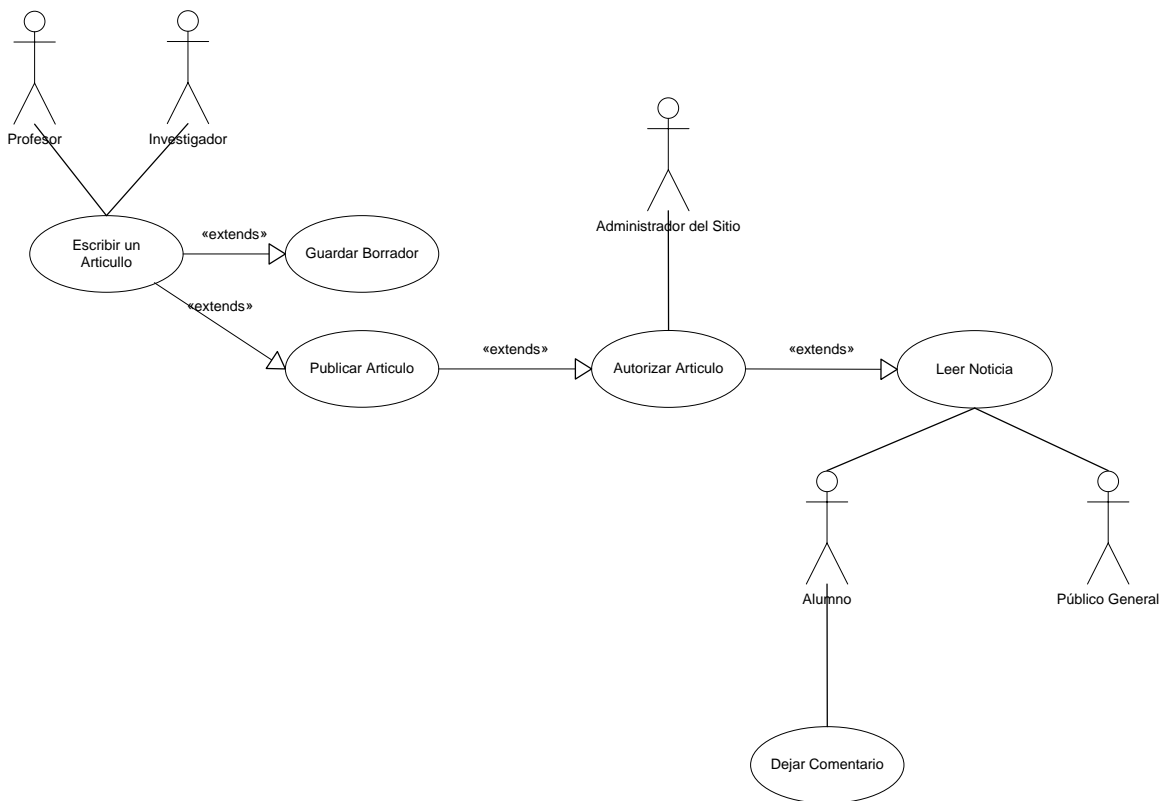 Profesor
Investigador
Administrador del Sitio
Escribir un
Articullo
«extends»
Guardar Borrador
«extends»
Publicar Articulo
«extends»
Autorizar Articulo
«extends»
Leer Noticia
Alumno
Público General
Dejar Comentario